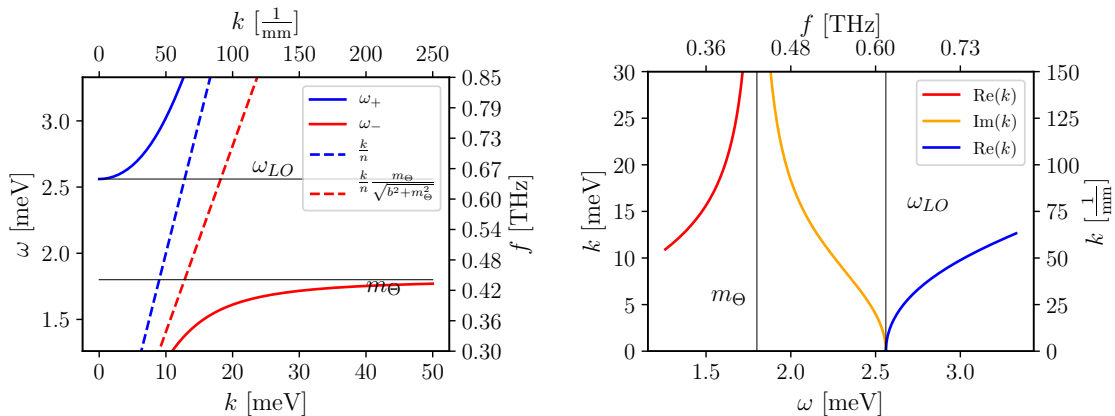 k [1/mm]
0 50 100 150 200 250
ω [meV]
3.0
2.5
2.0
1.5
ω₊
ω₋
k/n
k/n m_Θ/√(b²+m_Θ²)
ω_LO
m_Θ
0.85
0.79
0.73
0.67
0.61
0.54
0.48
0.42
0.36
0.30
f [THz]
0 10 20 30 40 50
k [meV]
f [THz]
0.36 0.48 0.60 0.73
k [meV]
30
25
20
15
10
5
0
Re(k)
Im(k)
Re(k)
ω_LO
m_Θ
150
125
100
75
50
25
0
k [1/mm]
1.5 2.0 2.5 3.0
ω [meV]